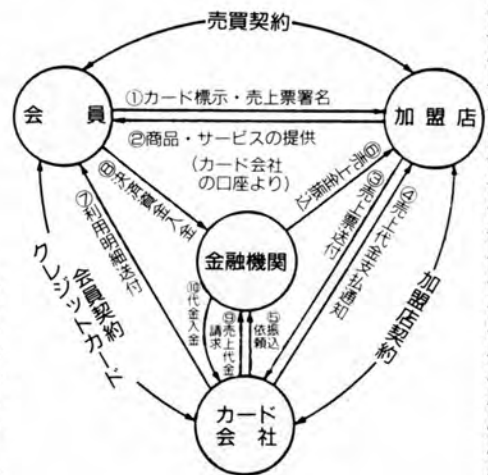 売買契約
会員
加盟店
①カード標示・売上票署名
②商品・サービスの提供
(カード会社
の口座より)
⑥売上金振込
③売上票送付
④売上代金支払通知
⑧決済資金入金
⑦利用明細送付
金融機関
⑩代金入金
⑨売上代金
請求
⑤振込
依頼
会員契約
クレジットカード
加盟店契約
カード
会社